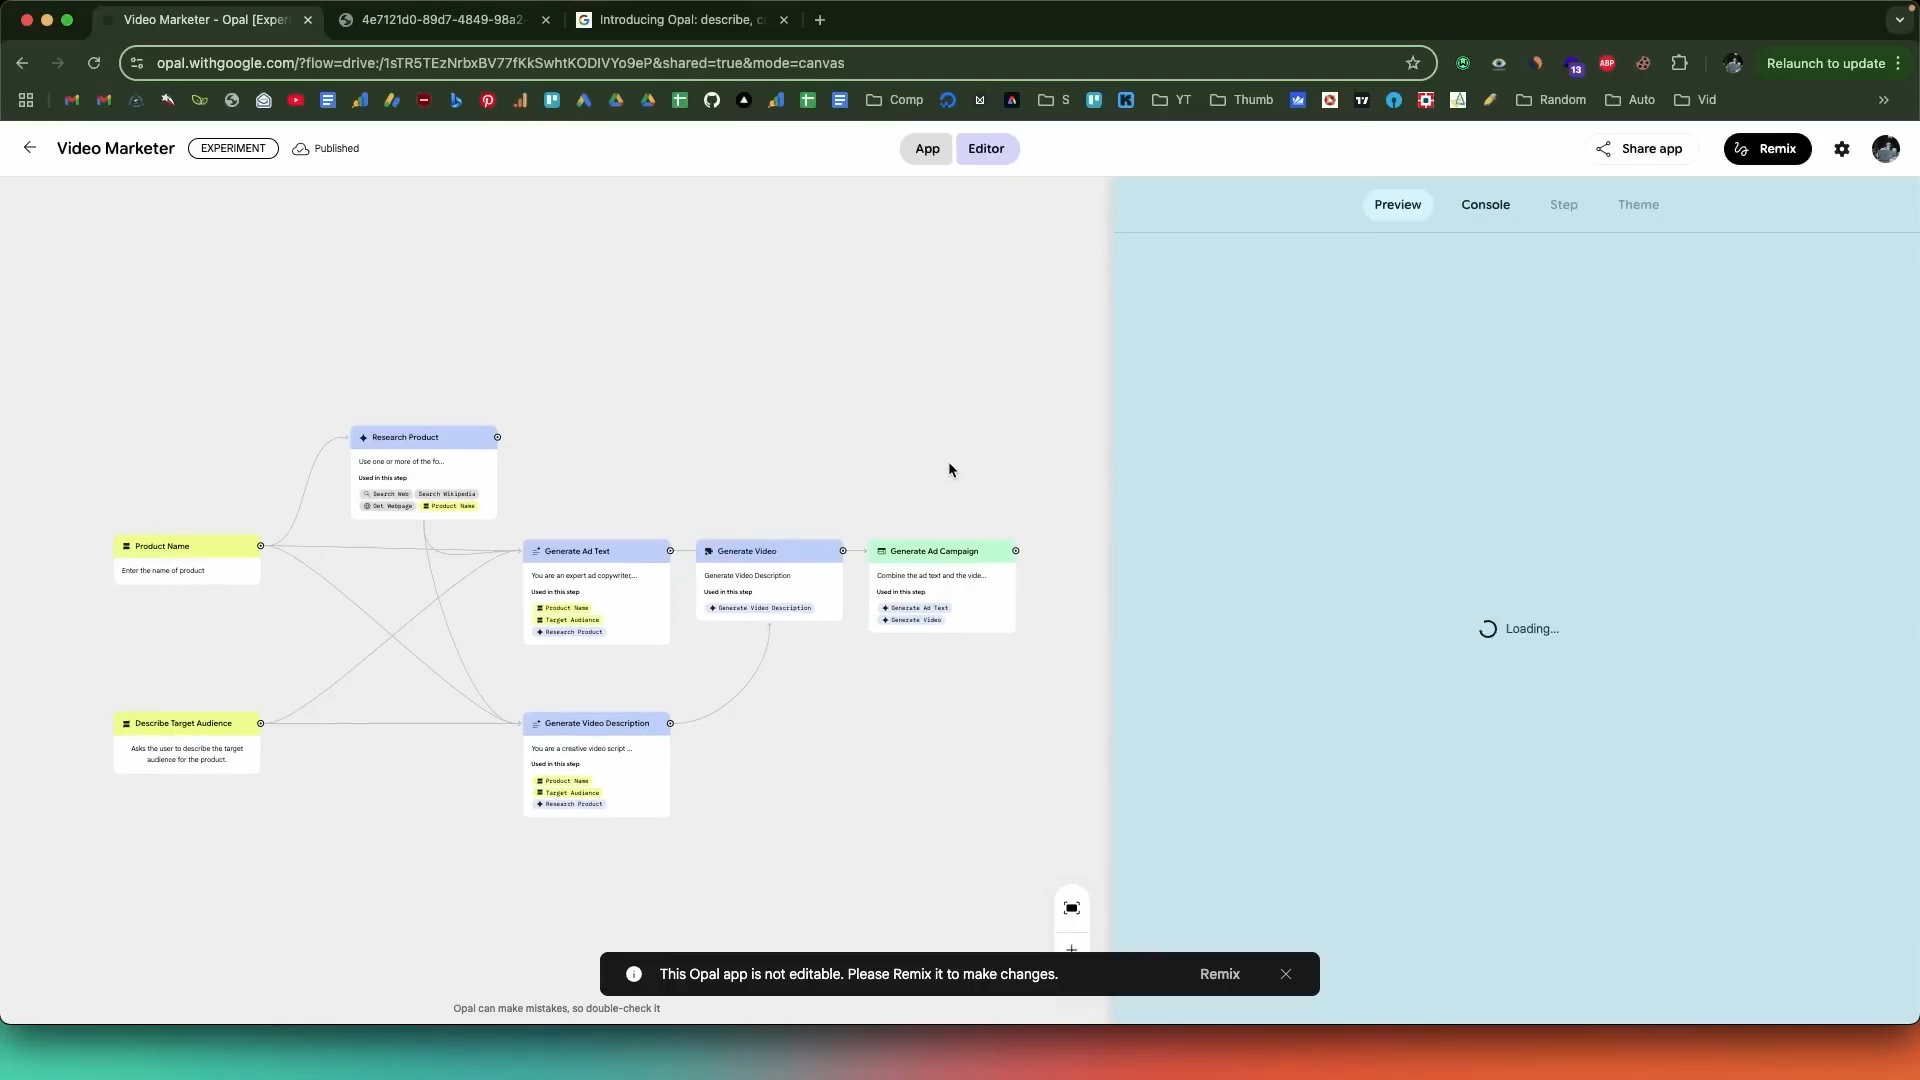 Video Marketer - Opal [Exper
4e7121d0-89d7-4849-98a2-
Introducing Opal: describe, c
opal.withgoogle.com/?flow=drive:/1sTR5TEzNrbxBV77fKkSwhtKODIVYo9eP&shared=true&mode=canvas
13
ABP
Relaunch to update
Comp
S
YT
Thumb
Random
Auto
Vid
Video Marketer
EXPERIMENT
Published
App
Editor
Share app
Remix
Preview
Console
Step
Theme
Research Product
Use one or more of the fo...
Used in this step
Search Web
Search Wikipedia
Get Webpage
Product Name
Product Name
Enter the name of product
Generate Ad Text
You are an expert ad copywriter,...
Used in this step
Product Name
Target Audience
Research Product
Generate Video
Generate Video Description
Used in this step
Generate Video Description
Generate Ad Campaign
Combine the ad text and the vide...
Used in this step
Generate Ad Text
Generate Video
Loading...
Describe Target Audience
Asks the user to describe the target
audience for the product.
Generate Video Description
You are a creative video script ...
Used in this step
Product Name
Target Audience
Research Product
This Opal app is not editable. Please Remix it to make changes.
Remix
Opal can make mistakes, so double-check it